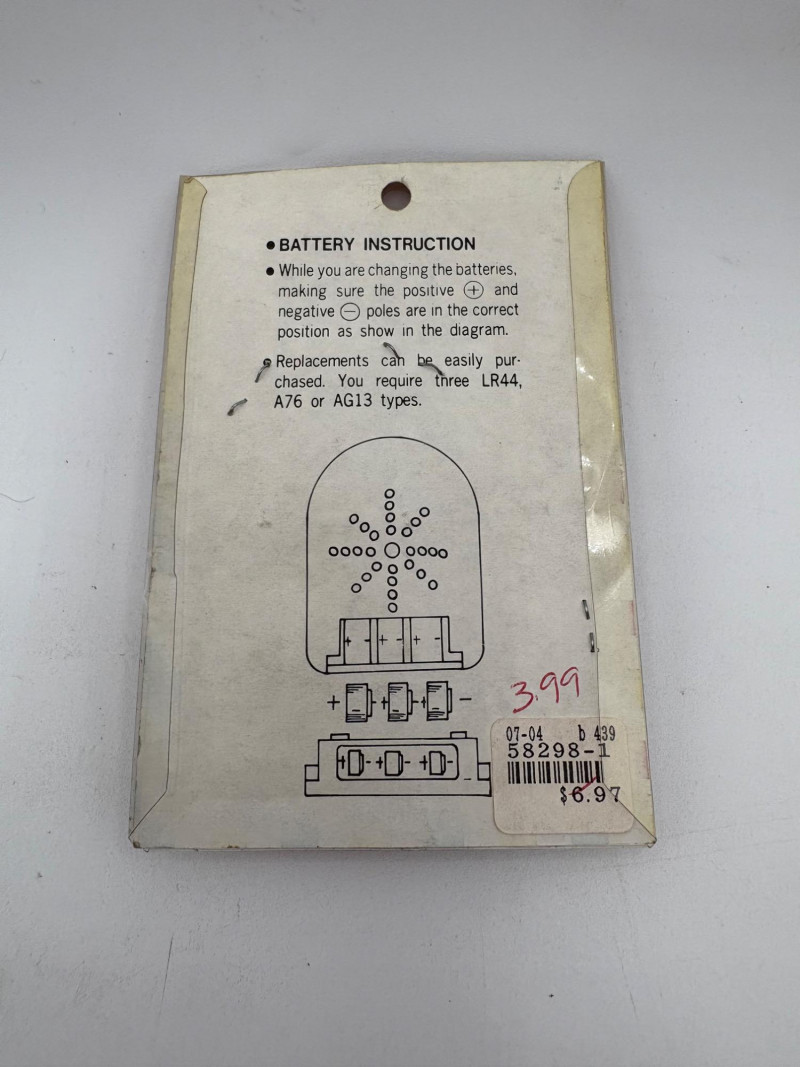 ● BATTERY INSTRUCTION
● While you are changing the batteries,
making sure the positive ⊕ and
negative ⊖ poles are in the correct
position as show in the diagram.
● Replacements can be easily pur-
chased. You require three LR44,
A76 or AG13 types.
+ - + - + -
+ + + -
+ - + - + - -
3.99
07-04 b 439
58298-1
$6.97